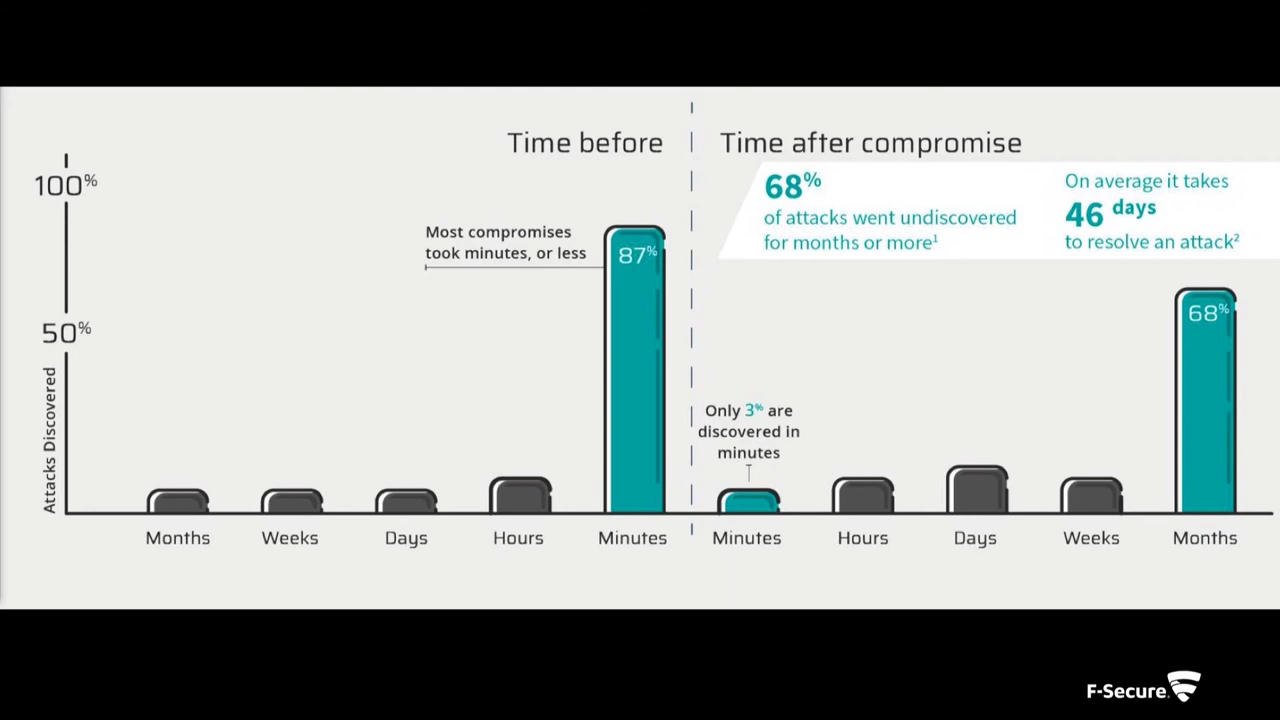 Time before
Time after compromise
100%
68%
of attacks went undiscovered
for months or more¹
On average it takes
46 days
to resolve an attack²
Most compromises
took minutes, or less
87%
68%
50%
Attacks Discovered
Only 3% are
discovered in
minutes
Months
Weeks
Days
Hours
Minutes
Minutes
Hours
Days
Weeks
Months
F-Secure